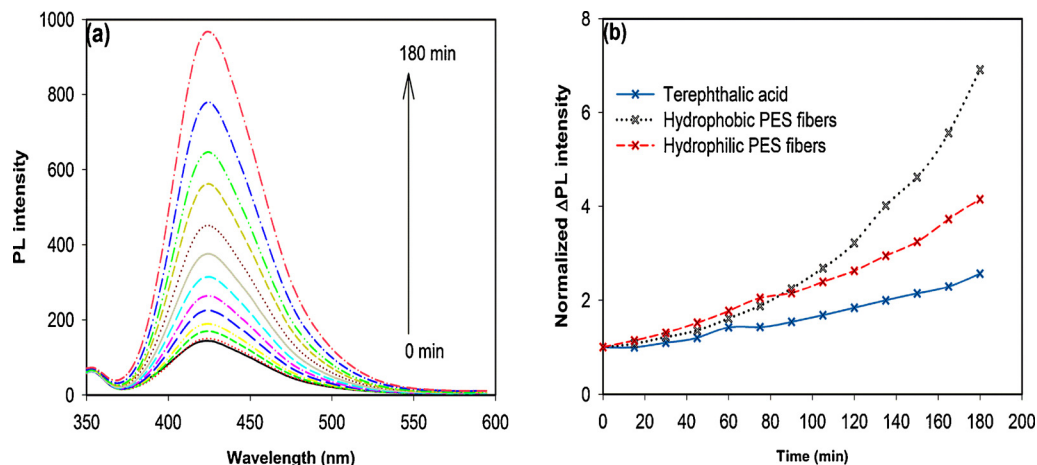 (a)
PL intensity
1000
800
600
400
200
0
350
400
450
500
550
600
Wavelength (nm)
180 min
0 min
(b)
Normalized ΔPL intensity
8
6
4
2
0
0
20
40
60
80
100
120
140
160
180
200
Time (min)
Terephthalic acid
Hydrophobic PES fibers
Hydrophilic PES fibers